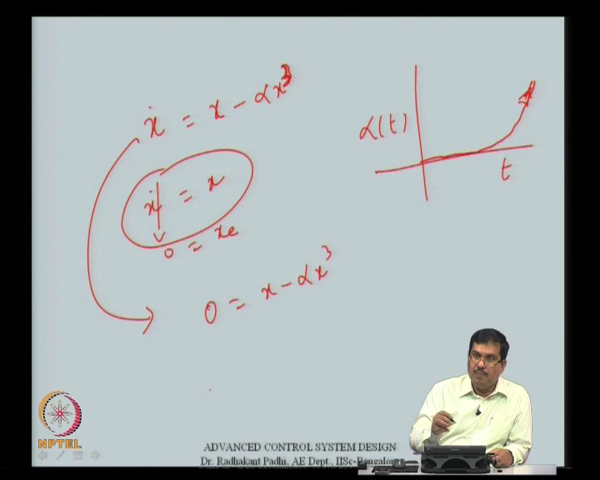 ẋ = x - αx³
ẋ = x
0 = xe
0 = x - αx³
α(t)
t
NPTEL
ADVANCED CONTROL SYSTEM DESIGN
Dr. Radhakant Padhi, AE Dept., IISc-Bangalore